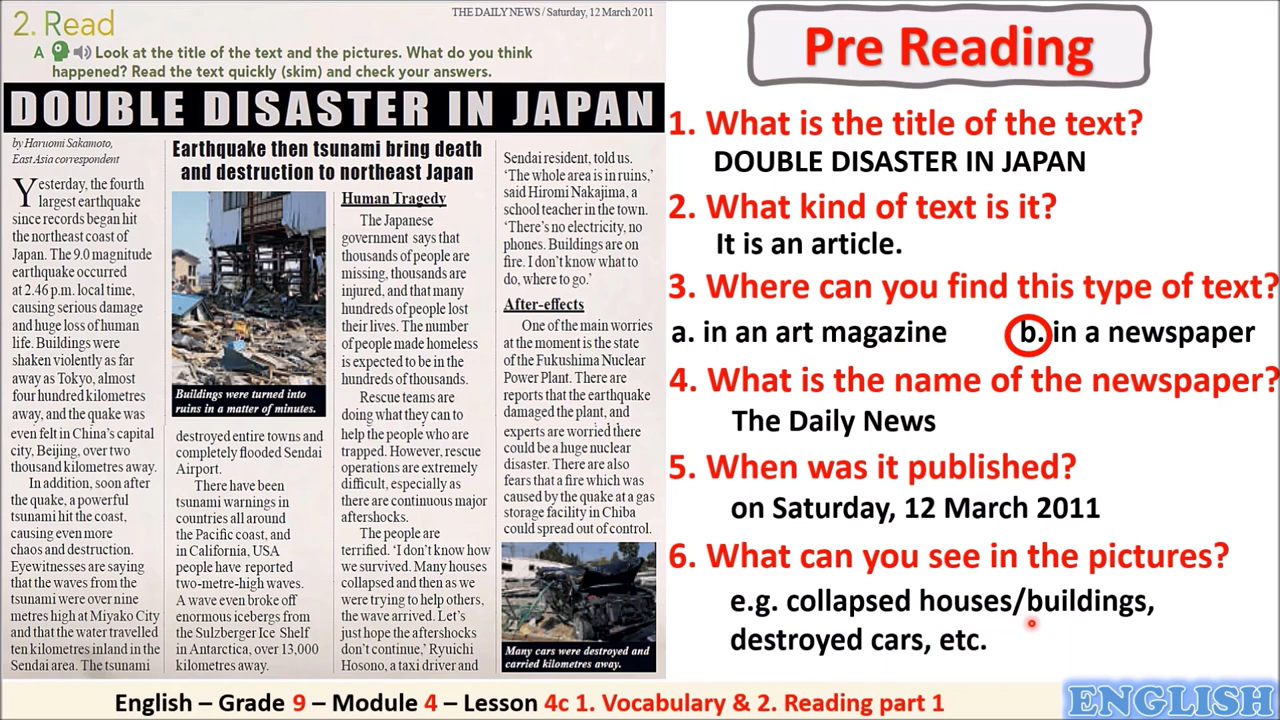 2. Read
THE DAILY NEWS / Saturday, 12 March 2011
A Look at the title of the text and the pictures. What do you think
happened? Read the text quickly (skim) and check your answers.
DOUBLE DISASTER IN JAPAN
by Haruomi Sakamoto,
East Asia correspondent
Earthquake then tsunami bring death
and destruction to northeast Japan
Yesterday, the fourth
largest earthquake
since records began hit
the northeast coast of
Japan. The 9.0 magnitude
earthquake occurred
at 2.46 p.m. local time,
causing serious damage
and huge loss of human
life. Buildings were
shaken violently as far
away as Tokyo, almost
four hundred kilometres
away, and the quake was
even felt in China's capital
city, Beijing, over two
thousand kilometres away.
In addition, soon after
the quake, a powerful
tsunami hit the coast,
causing even more
chaos and destruction.
Eyewitnesses are saying
that the waves from the
tsunami were over nine
metres high at Miyako City
and that the water travelled
ten kilometres inland in the
Sendai area. The tsunami
Buildings were turned into
ruins in a matter of minutes.
destroyed entire towns and
completely flooded Sendai
Airport.
There have been
tsunami warnings in
countries all around
the Pacific coast, and
in California, USA
people have reported
two-metre-high waves.
A wave even broke off
enormous icebergs from
the Sulzberger Ice Shelf
in Antarctica, over 13,000
kilometres away.
Human Tragedy
The Japanese
government says that
thousands of people are
missing, thousands are
injured, and that many
hundreds of people lost
their lives. The number
of people made homeless
is expected to be in the
hundreds of thousands.
Rescue teams are
doing what they can to
help the people who are
trapped. However, rescue
operations are extremely
difficult, especially as
there are continuous major
aftershocks.
The people are
terrified. 'I don't know how
we survived. Many houses
collapsed and then as we
were trying to help others,
the wave arrived. Let's
just hope the aftershocks
don't continue,' Ryuichi
Hosono, a taxi driver and
Sendai resident, told us.
'The whole area is in ruins,'
said Hiromi Nakajima, a
school teacher in the town.
'There's no electricity, no
phones. Buildings are on
fire. I don't know what to
do, where to go.'
After-effects
One of the main worries
at the moment is the state
of the Fukushima Nuclear
Power Plant. There are
reports that the earthquake
damaged the plant, and
experts are worried there
could be a huge nuclear
disaster. There are also
fears that a fire which was
caused by the quake at a gas
storage facility in Chiba
could spread out of control.
Many cars were destroyed and
carried kilometres away.
Pre Reading
1. What is the title of the text?
DOUBLE DISASTER IN JAPAN
2. What kind of text is it?
It is an article.
3. Where can you find this type of text?
a. in an art magazine b. in a newspaper
4. What is the name of the newspaper?
The Daily News
5. When was it published?
on Saturday, 12 March 2011
6. What can you see in the pictures?
e.g. collapsed houses/buildings,
destroyed cars, etc.
English – Grade 9 – Module 4 – Lesson 4c 1. Vocabulary & 2. Reading part 1
ENGLISH